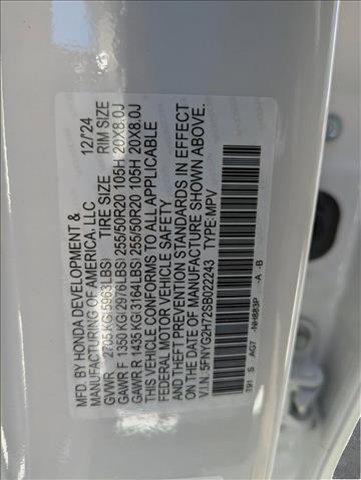 MFD. BY HONDA DEVELOPMENT &
MANUFACTURING OF AMERICA, LLC 12/24
GVWR 2705 KG(5963LBS) TIRE SIZE RIM SIZE
GAWR F 1350 KG(2976LBS) 255/50R20 105H 20X8.0J
GAWR R 1435 KG(3164LBS) 255/50R20 105H 20X8.0J
THIS VEHICLE CONFORMS TO ALL APPLICABLE
FEDERAL MOTOR VEHICLE SAFETY
AND THEFT PREVENTION STANDARDS IN EFFECT
ON THE DATE OF MANUFACTURE SHOWN ABOVE.
V.I.N.: 5FNYG2H72SB022243 TYPE:MPV
T91 S AG7 NH883P -A -B